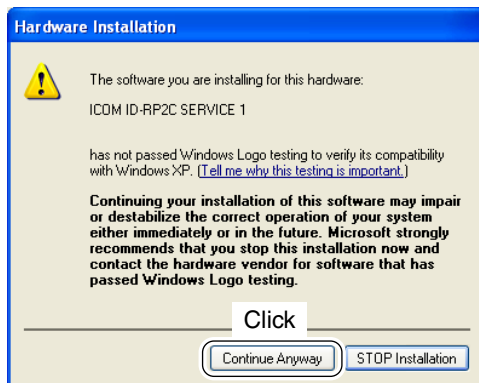 Hardware Installation
The software you are installing for this hardware:
ICOM ID-RP2C SERVICE 1
has not passed Windows Logo testing to verify its compatibility
with Windows XP. (Tell me why this testing is important.)
Continuing your installation of this software may impair
or destabilize the correct operation of your system
either immediately or in the future. Microsoft strongly
recommends that you stop this installation now and
contact the hardware vendor for software that has
passed Windows Logo testing.
Click
Continue Anyway STOP Installation